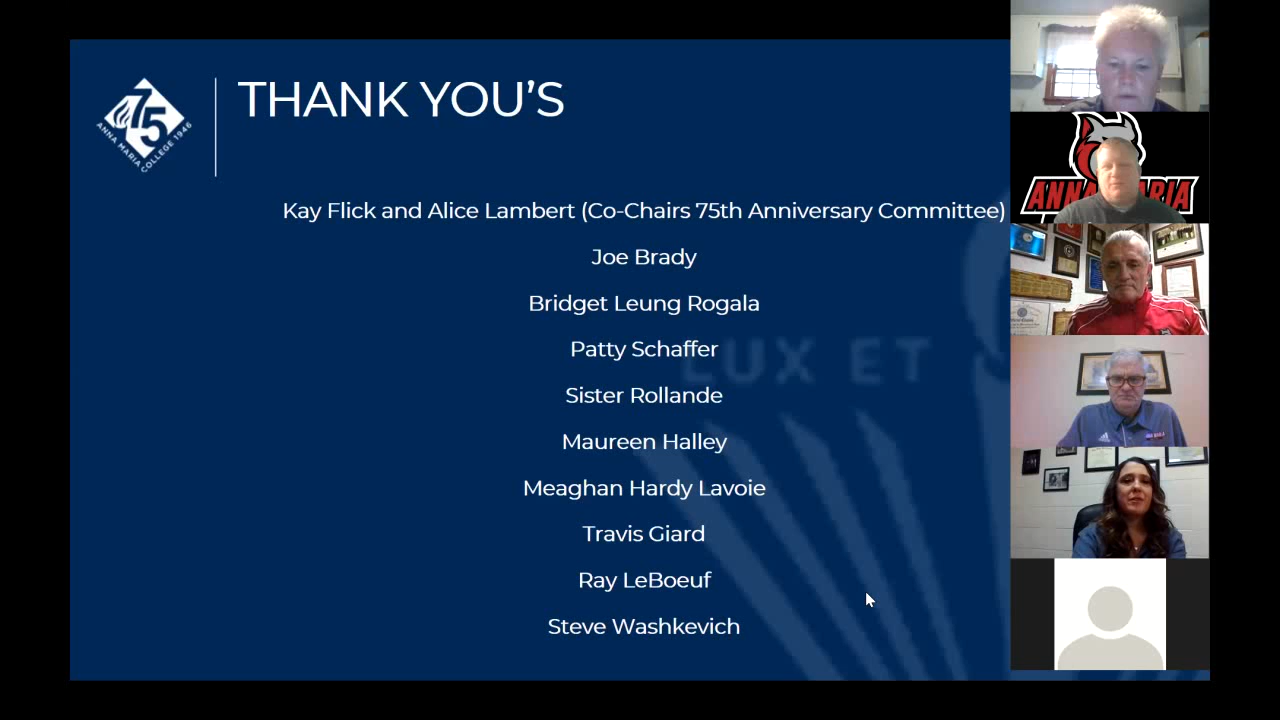 THANK YOU'S
75
ANNA MARIA COLLEGE 1946
Kay Flick and Alice Lambert (Co-Chairs 75th Anniversary Committee)
Joe Brady
Bridget Leung Rogala
Patty Schaffer
Sister Rollande
Maureen Halley
Meaghan Hardy Lavoie
Travis Giard
Ray LeBoeuf
Steve Washkevich
LUX ET